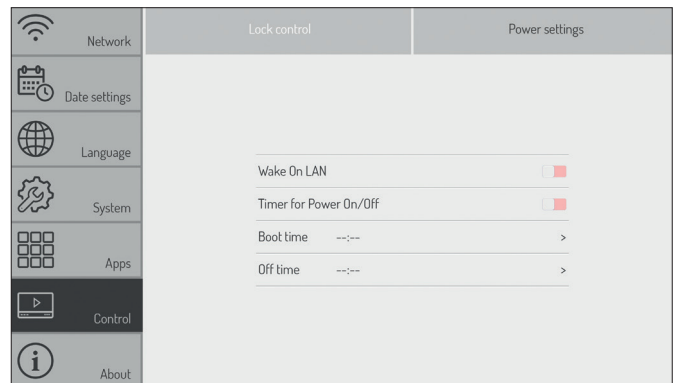 Network
Date settings
Language
System
Apps
Control
About
Lock control
Power settings
Wake On LAN
Timer for Power On/Off
Boot time --:-- >
Off time --:-- >